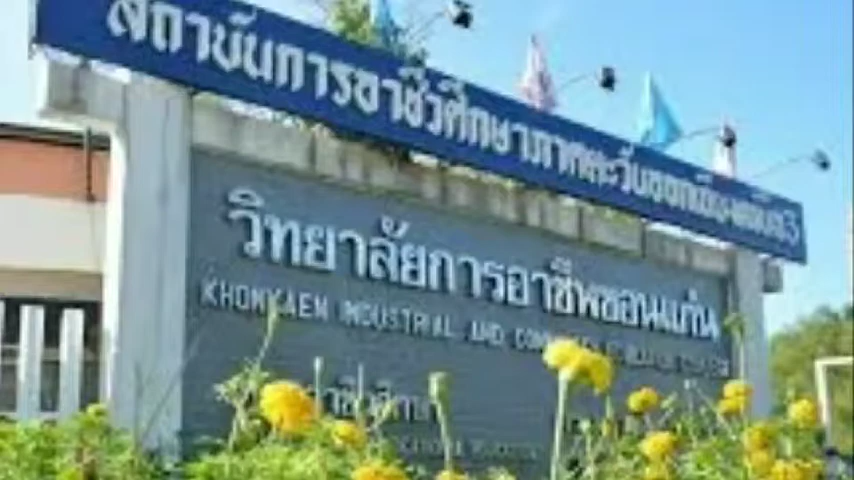 สถาบันการอาชีวศึกษาภาคตะวันออกเฉียงเหนือ3
วิทยาลัยการอาชีพขอนแก่น
KHONKAEN INDUSTRIAL AND COMMUNITY EDUCATION COLLEGE